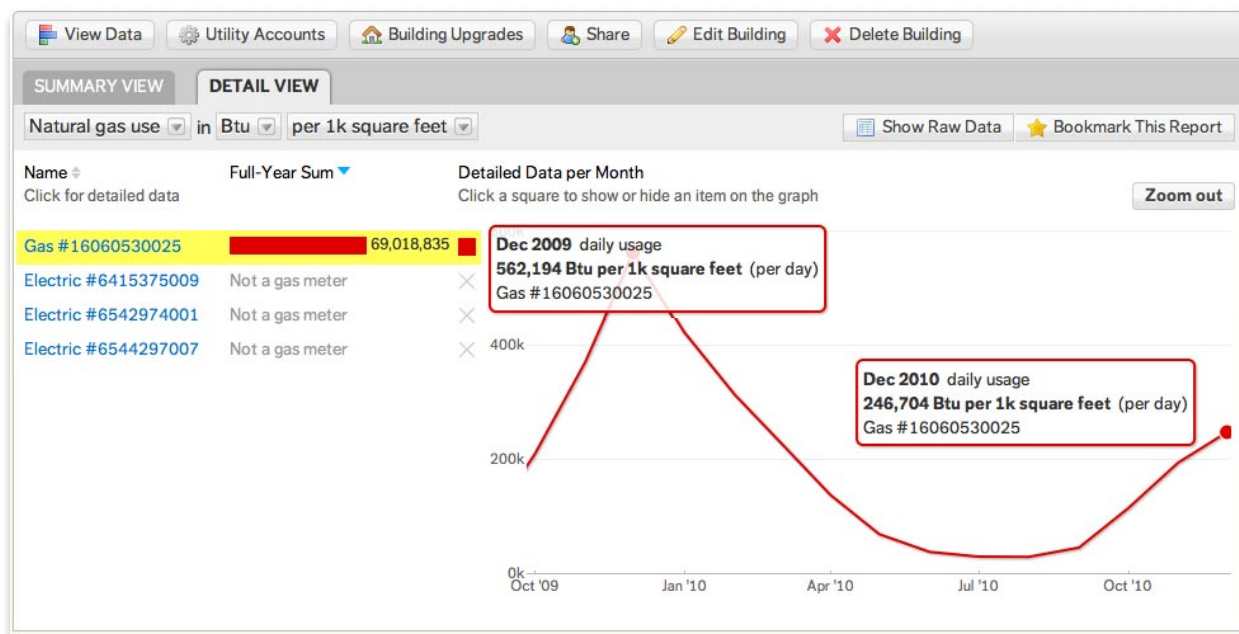 View Data Utility Accounts Building Upgrades Share Edit Building Delete Building
SUMMARY VIEW DETAIL VIEW
Natural gas use in Btu per 1k square feet Show Raw Data Bookmark This Report
Name Full-Year Sum Detailed Data per Month
Click for detailed data Click a square to show or hide an item on the graph
Zoom out
Gas #16060530025 69,018,835
Electric #6415375009 Not a gas meter
Electric #6542974001 Not a gas meter
Electric #6544297007 Not a gas meter
Dec 2009 daily usage
562,194 Btu per 1k square feet (per day)
Gas #16060530025
400k
Dec 2010 daily usage
246,704 Btu per 1k square feet (per day)
Gas #16060530025
200k
0k
Oct '09 Jan '10 Apr '10 Jul '10 Oct '10